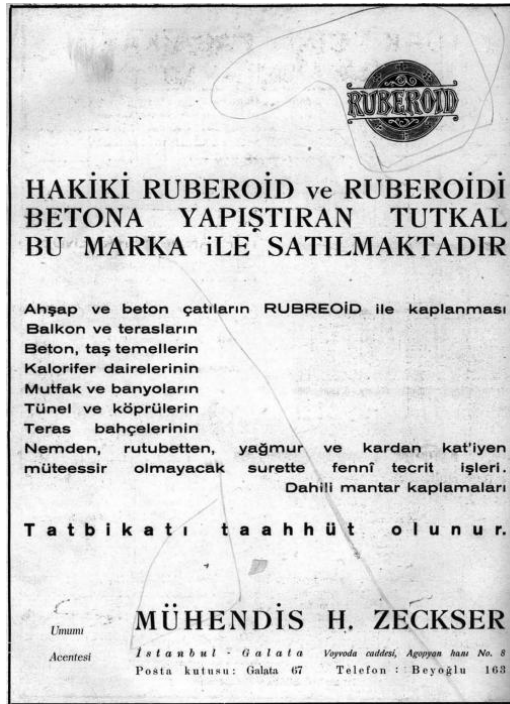 RUBEROID
HAKİKİ RUBEROİD ve RUBEROİDİ
BETONA YAPIŞTIRAN TUTKAL
BU MARKA iLE SATILMAKTADIR
Ahşap ve beton çatıların RUBREOiD ile kaplanması
Balkon ve terasların
Beton, taş temellerin
Kalorifer dairelerinin
Mutfak ve banyoların
Tünel ve köprülerin
Teras bahçelerinin
Nemden, rutubetten, yağmur ve kardan kat'iyen
müteessir olmayacak surette fennî tecrit işleri.
Dahili mantar kaplamaları
Tatbikatı taahhüt olunur.
Umumı MÜHENDİS H. ZECKSER
Acentesi İstanbul - Galata Voyvoda caddesi, Agopyan hanı No. 8
Posta kutusu: Galata 67 Telefon : Beyoğlu 163